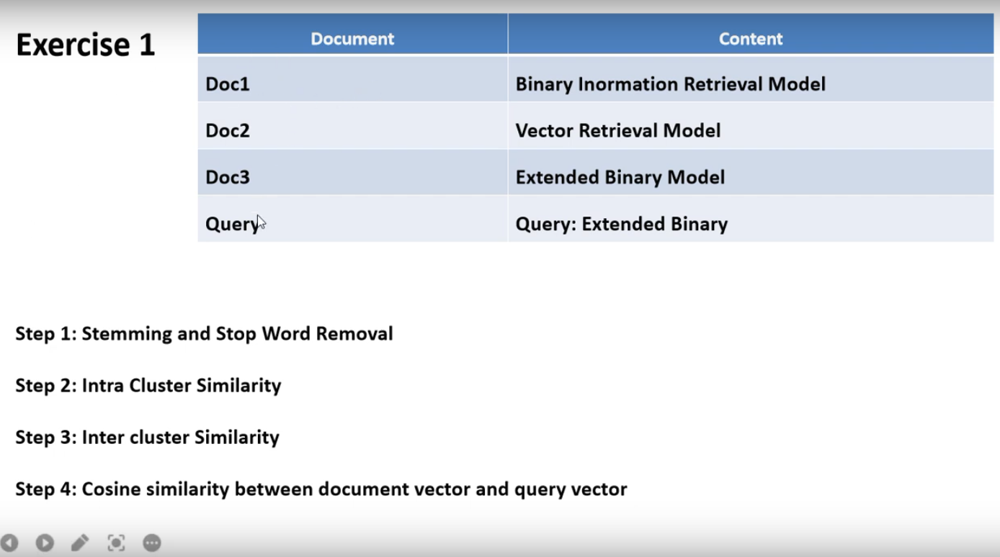 Exercise 1
Document Content
Doc1 Binary Inormation Retrieval Model
Doc2 Vector Retrieval Model
Doc3 Extended Binary Model
Query Query: Extended Binary
Step 1: Stemming and Stop Word Removal
Step 2: Intra Cluster Similarity
Step 3: Inter cluster Similarity
Step 4: Cosine similarity between document vector and query vector